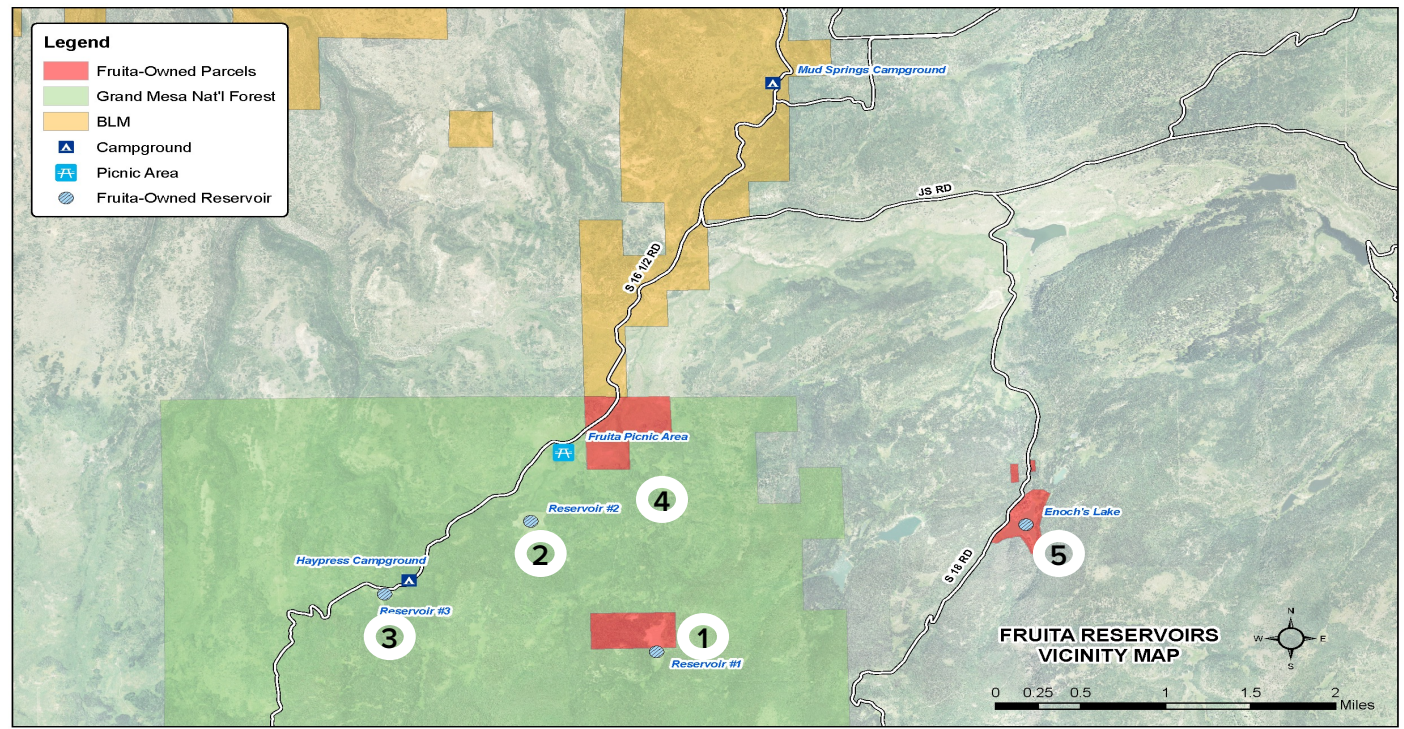 Legend
Fruita-Owned Parcels
Grand Mesa Nat'l Forest
BLM
Campground
Picnic Area
Fruita-Owned Reservoir
Mud Springs Campground
JS RD
S 16 1/2 RD
Fruita Picnic Area
4
Reservoir #2
2
Enoch's Lake
5
Haypress Campground
S 18 RD
Reservoir #3
3
1
Reservoir #1
FRUITA RESERVOIRS
VICINITY MAP
N
W E
S
0 0.25 0.5 1 1.5 2
Miles